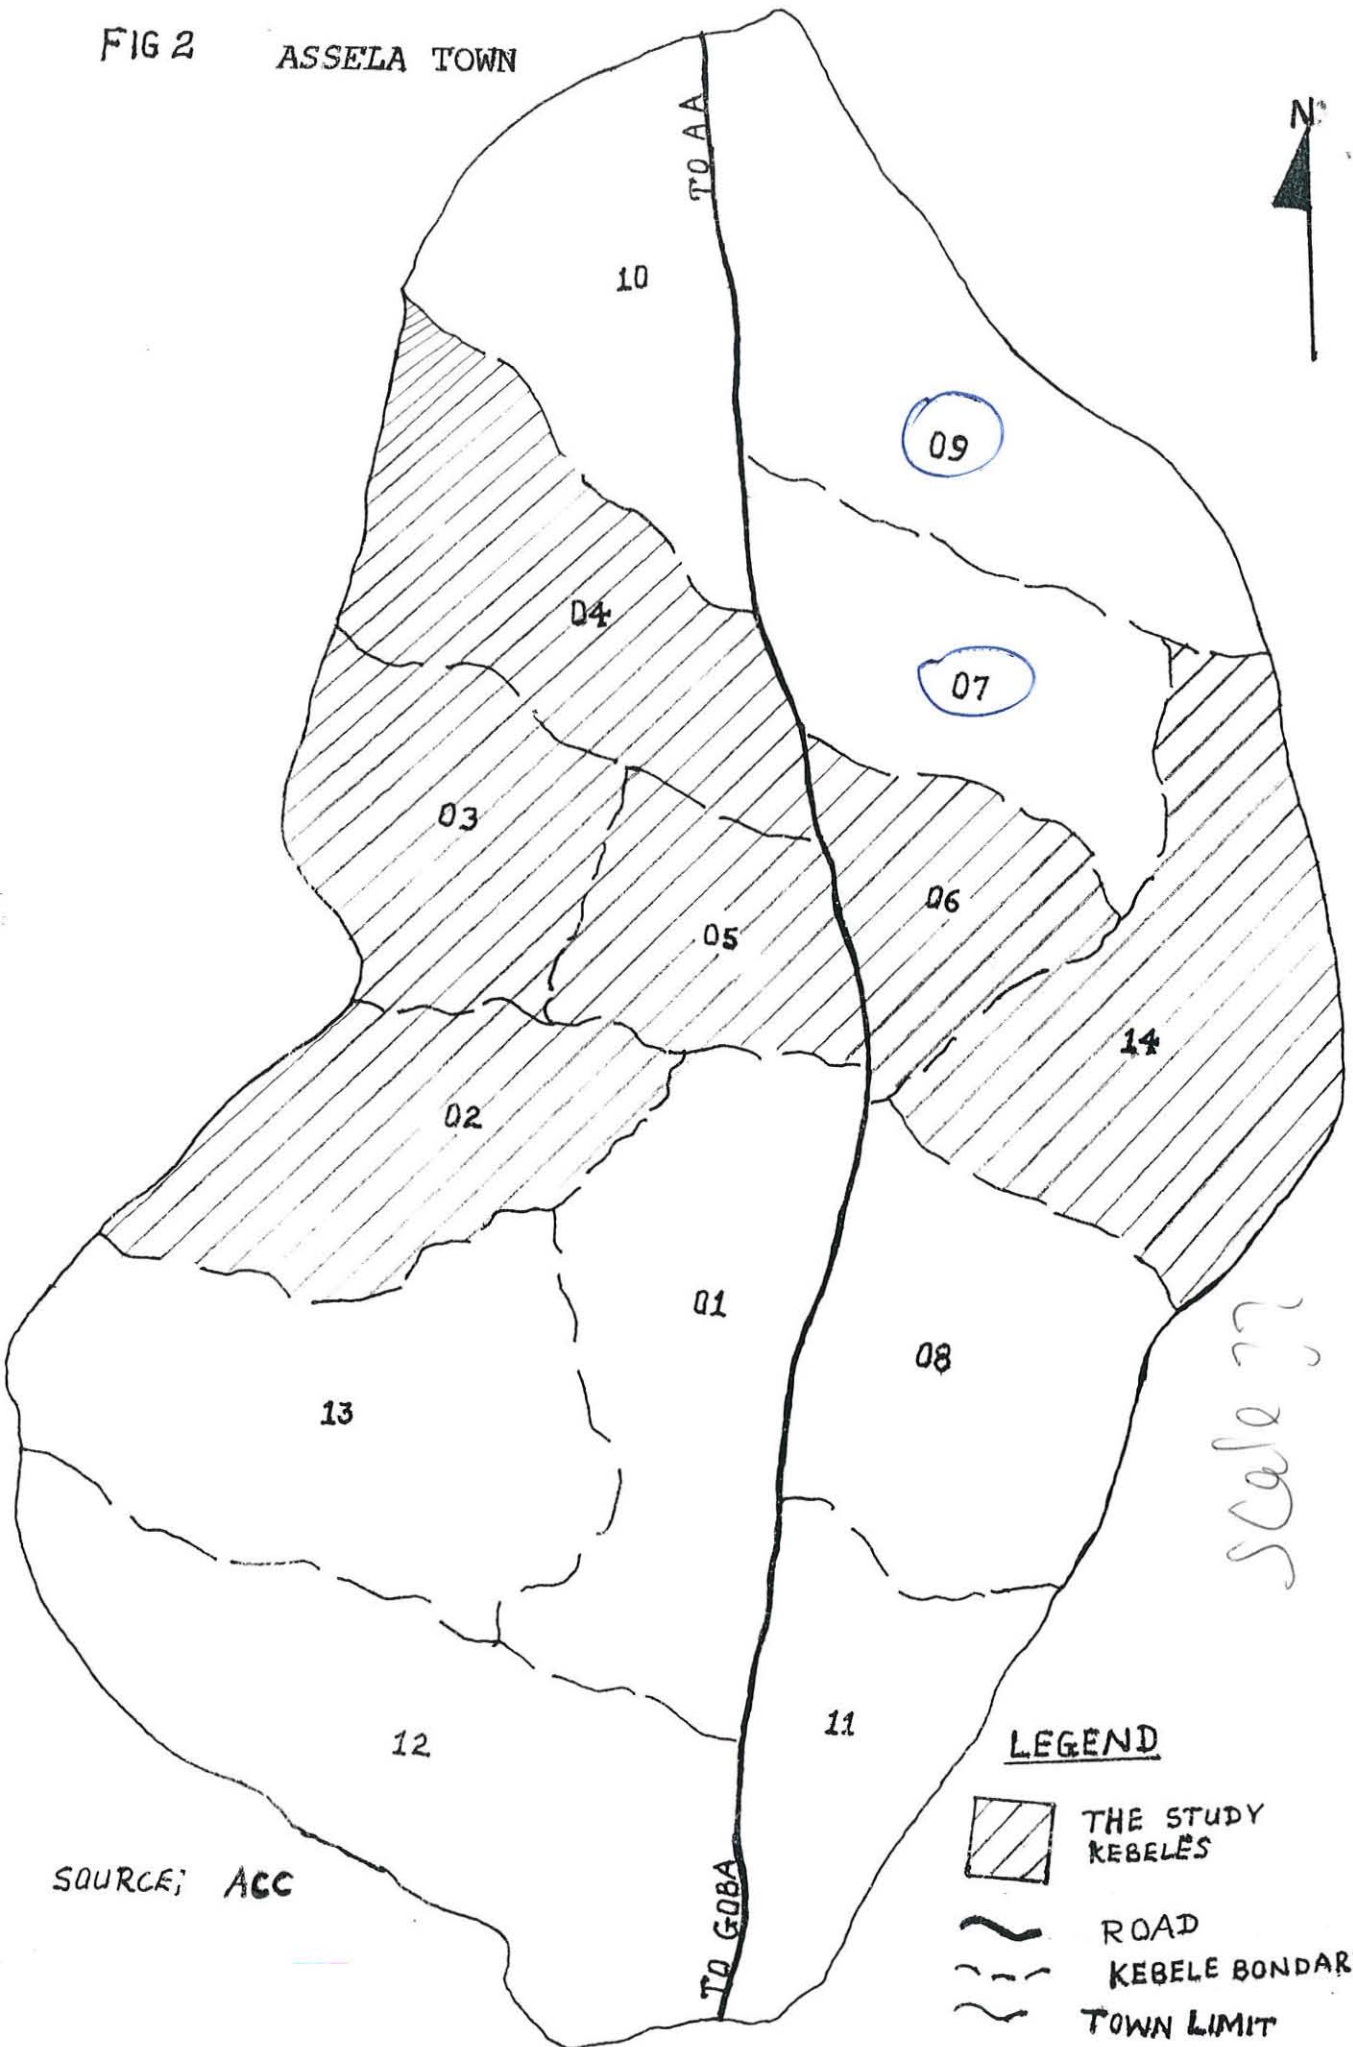 FIG 2 ASSELA TOWN
N
TO AA
10
09
04
07
03
06
05
14
02
01
08
13
Scale ??
11
12
LEGEND
THE STUDY
KEBELES
SOURCE; ACC
TO GOBA
ROAD
KEBELE BONDAR
TOWN LIMIT